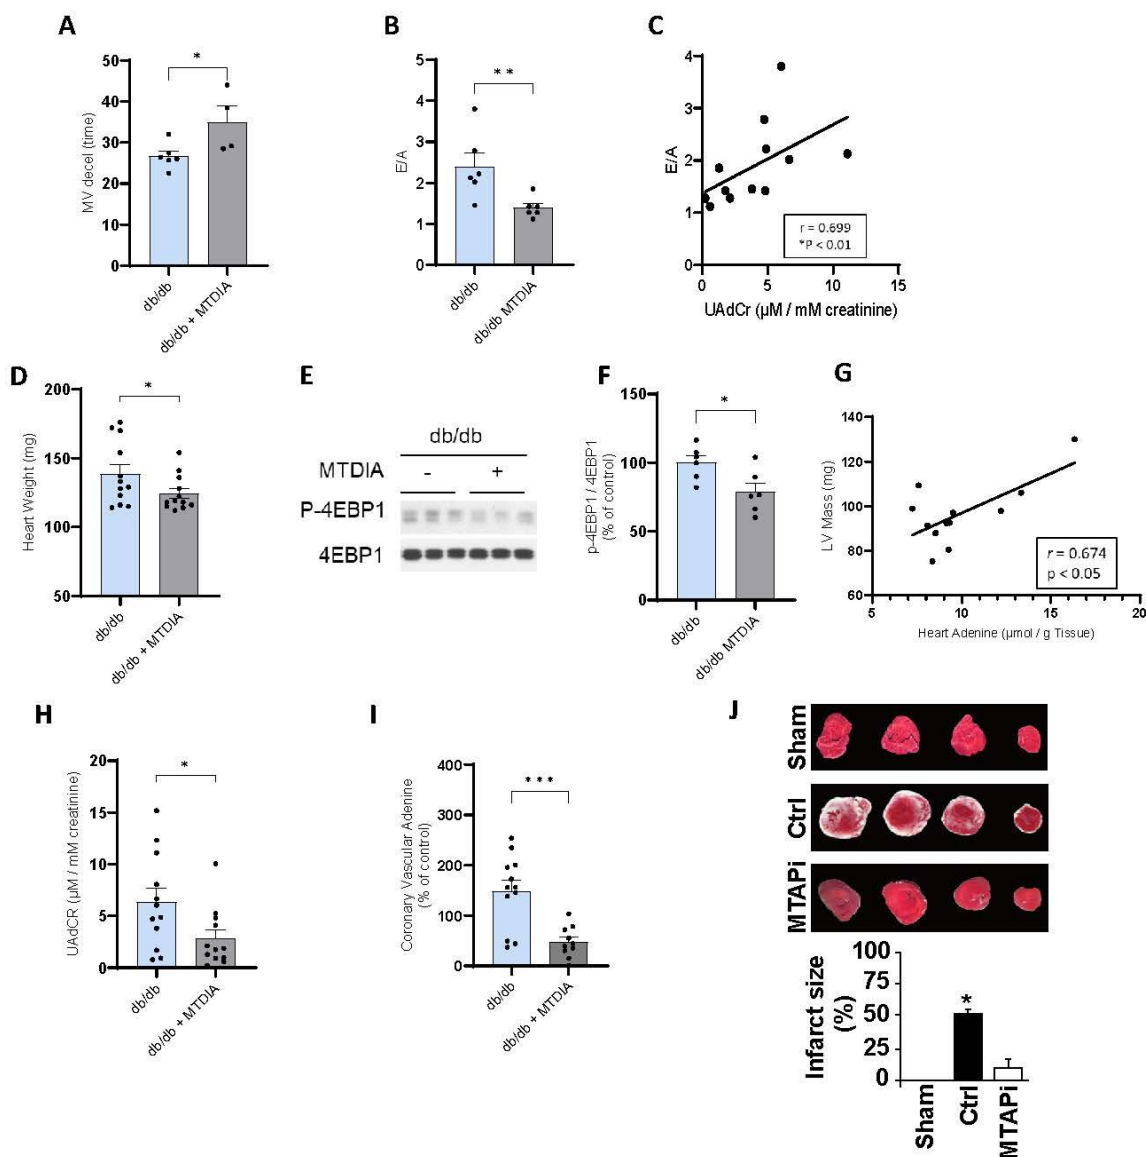 A
*
MV decel (time)
50
40
30
20
10
0
db/db
db/db + MTDIA
B
**
E/A
5
4
3
2
1
0
db/db
db/db MTDIA
C
E/A
4
3
2
1
0
0 5 10 15
r = 0.699
*P < 0.01
UAdCr (µM / mM creatinine)
D
*
Heart Weight (mg)
200
150
100
50
db/db
db/db + MTDIA
E
db/db
MTDIA - +
P-4EBP1
4EBP1
F
*
p-4EBP1 / 4EBP1
(% of control)
150
100
50
0
db/db
db/db MTDIA
G
LV Mass (mg)
140
120
100
80
60
5 10 15 20
r = 0.674
p < 0.05
Heart Adenine (µmol / g Tissue)
H
*
UAdCR (µM / mM creatinine)
20
15
10
5
0
db/db
db/db + MTDIA
I
***
Coronary Vascular Adenine
(% of control)
400
300
200
100
0
db/db
db/db + MTDIA
J
Sham
Ctrl
MTAPi
Infarct size
(%)
100
75
50
25
0
*
Sham
Ctrl
MTAPi